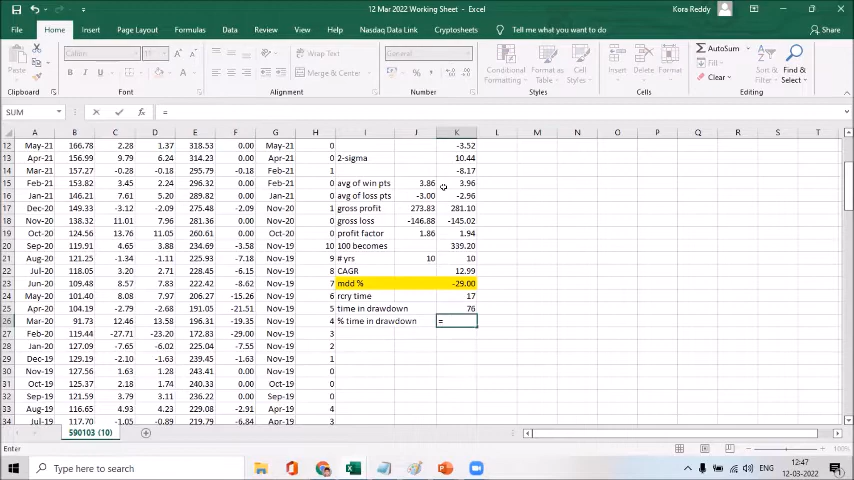 12 Mar 2022 Working Sheet - Excel
Kora Reddy
File Home Insert Draw Page Layout Formulas Data Review View Help Nasdaq Data Link Cryptosheets Tell me what you want to do Share
Calibri 11 Wrap Text General AutoSum
Paste Merge & Center Conditional Formatting Format as Table Cell Styles Insert Delete Format Clear Sort & Filter Find & Select
Clipboard Font Alignment Number Styles Cells Editing
SUM =
A B C D E F G H I J K L M N O P Q R S T
12 166.78 2.28 1.37 318.53 0.00 May-21 0 -3.52
13 Apr-21 156.99 9.79 6.24 314.23 0.00 Apr-21 0 2-sigma 10.44
14 Mar-21 157.27 -0.28 -0.18 295.74 -0.18 Feb-21 1 -8.17
15 Feb-21 153.82 3.45 2.24 296.32 0.00 Feb-21 0 avg of win pts 3.86 3.96
16 Jan-21 146.21 7.61 5.20 289.82 0.00 Jan-21 0 avg of loss pts -3.00 -2.96
17 Dec-20 149.33 -3.12 -2.09 275.48 -2.09 Nov-20 1 gross profit 273.83 281.10
18 Nov-20 138.32 11.01 7.96 281.36 0.00 Nov-20 0 gross loss -146.88 -145.02
19 Oct-20 124.56 13.76 11.05 260.61 0.00 Oct-20 0 profit factor 1.86 1.94
20 Sep-20 119.91 4.65 3.88 234.69 -3.58 Nov-19 10 100 becomes 339.20
21 Aug-20 121.25 -1.34 -1.11 225.93 -7.18 Nov-19 9 # yrs 10 10
22 Jul-20 118.05 3.20 2.71 228.45 -6.15 Nov-19 8 CAGR 12.99
23 Jun-20 109.48 8.57 7.83 222.42 -8.62 Nov-19 7 mdd % -29.00
24 May-20 101.40 8.08 7.97 206.27 -15.26 Nov-19 6 rcry time 17
25 Apr-20 104.19 -2.79 -2.68 191.05 -21.51 Nov-19 5 time in drawdown 76
26 Mar-20 91.73 12.46 13.58 196.31 -19.35 Nov-19 4 % time in drawdown =
27 Feb-20 119.44 -27.71 -23.20 172.83 -29.00 Nov-19 3
28 Jan-20 127.09 -7.65 -6.02 225.04 -7.55 Nov-19 2
29 Dec-19 129.19 -2.10 -1.63 239.45 -1.63 Nov-19 1
30 Nov-19 127.56 1.63 1.28 243.41 0.00 Nov-19 0
31 Oct-19 125.37 2.18 1.74 240.33 0.00 Oct-19 0
32 Sep-19 121.59 3.79 3.11 236.22 0.00 Sep-19 0
33 Aug-19 116.65 4.93 4.23 229.08 -2.91 Apr-19 4
34 Jul-19 117.70 -1.05 -0.89 219.79 -6.84 Apr-19 3
590103 (10)
Enter 100%
Type here to search ENG 12:47
12-03-2022